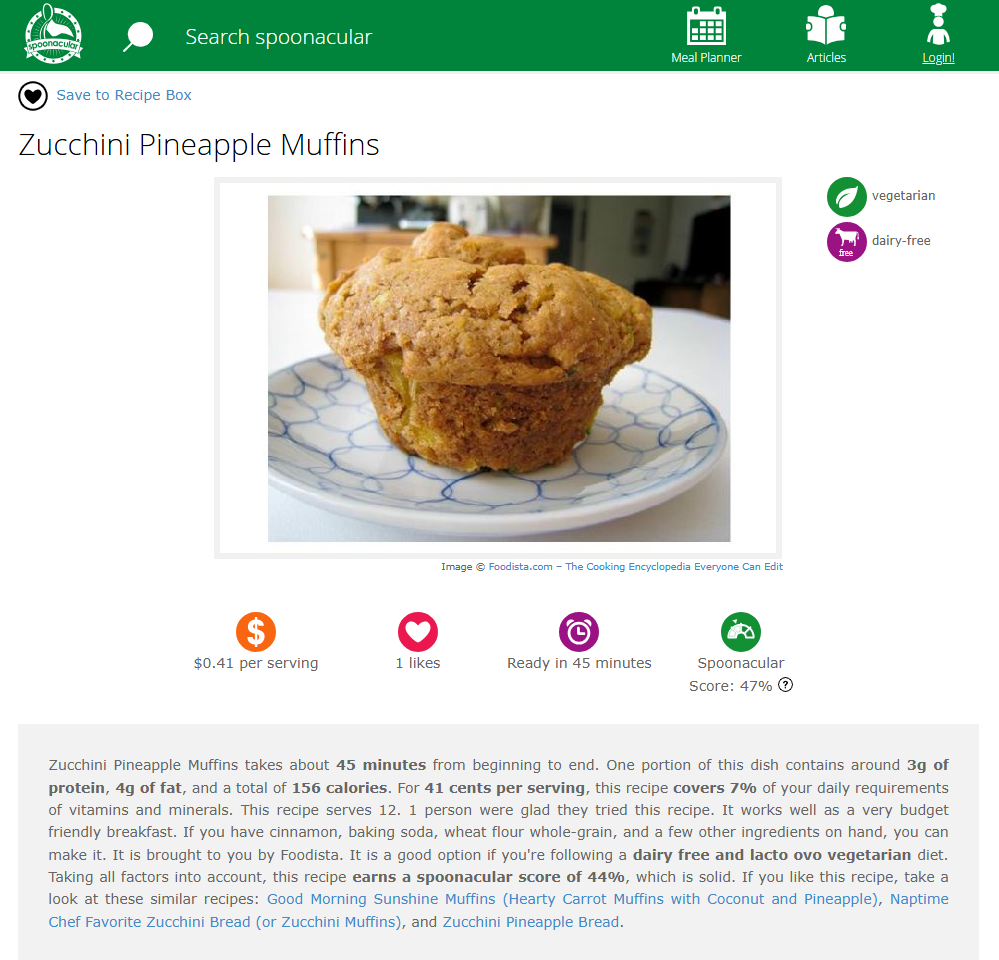 spoonacular
Search spoonacular
Meal Planner
Articles
Login!
Save to Recipe Box
Zucchini Pineapple Muffins
vegetarian
free
dairy-free
Image © Foodista.com – The Cooking Encyclopedia Everyone Can Edit
$0.41 per serving
1 likes
Ready in 45 minutes
Spoonacular
Score: 47% ?
Zucchini Pineapple Muffins takes about 45 minutes from beginning to end. One portion of this dish contains around 3g of
protein, 4g of fat, and a total of 156 calories. For 41 cents per serving, this recipe covers 7% of your daily requirements
of vitamins and minerals. This recipe serves 12. 1 person were glad they tried this recipe. It works well as a very budget
friendly breakfast. If you have cinnamon, baking soda, wheat flour whole-grain, and a few other ingredients on hand, you can
make it. It is brought to you by Foodista. It is a good option if you're following a dairy free and lacto ovo vegetarian diet.
Taking all factors into account, this recipe earns a spoonacular score of 44%, which is solid. If you like this recipe, take a
look at these similar recipes: Good Morning Sunshine Muffins (Hearty Carrot Muffins with Coconut and Pineapple), Naptime
Chef Favorite Zucchini Bread (or Zucchini Muffins), and Zucchini Pineapple Bread.